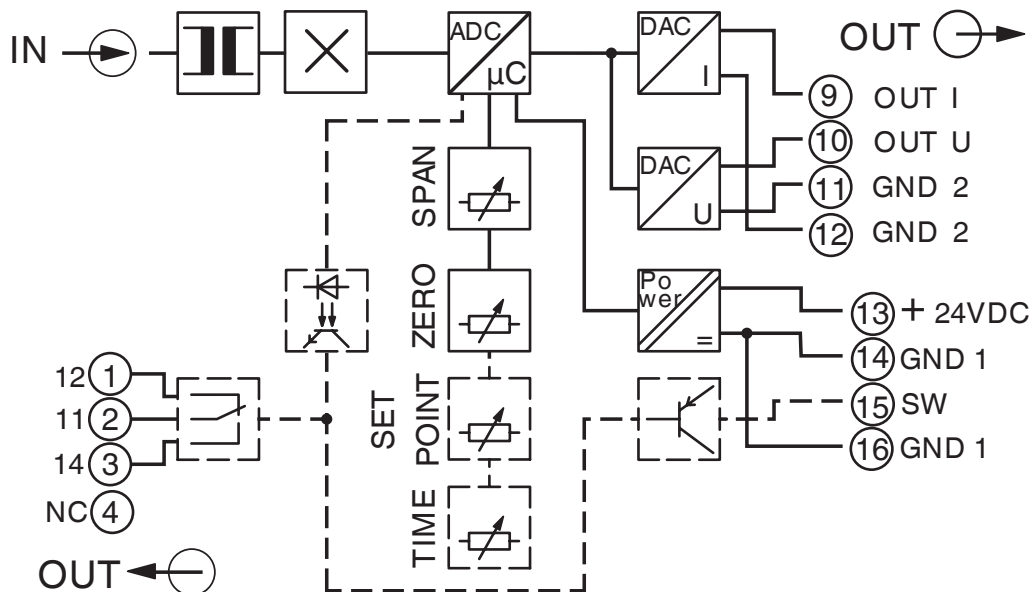 IN
ADC
µC
DAC
I
OUT
9 OUT I
10 OUT U
DAC
U
11 GND 2
12 GND 2
SPAN
ZERO
SET
POINT
TIME
Po
wer
=
13 + 24VDC
14 GND 1
15 SW
16 GND 1
12 1
11 2
14 3
NC 4
OUT